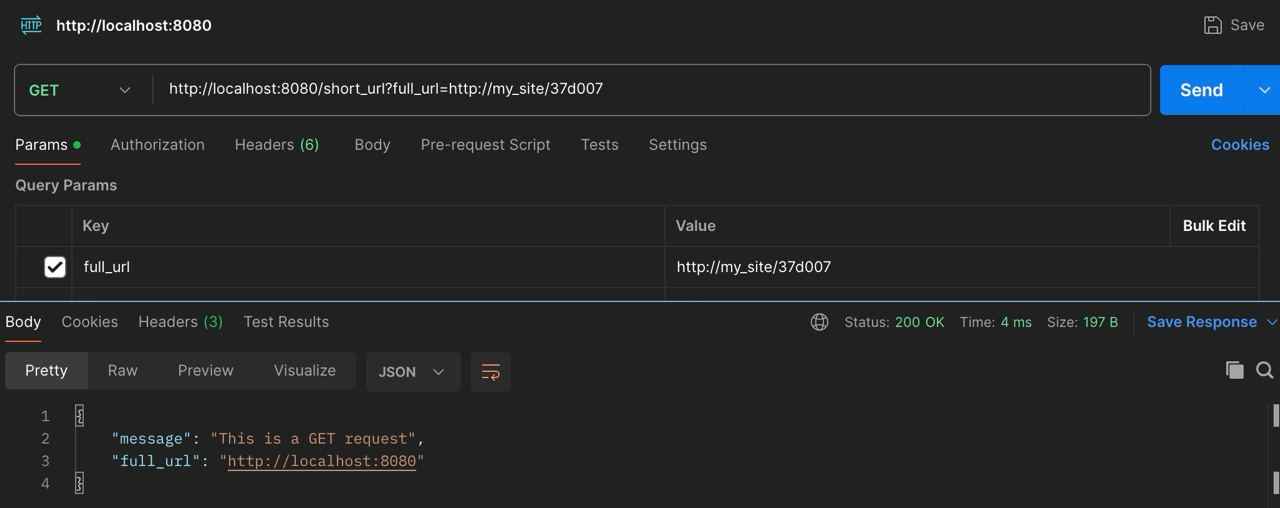 HTTP http://localhost:8080 Save
GET http://localhost:8080/short_url?full_url=http://my_site/37d007 Send
Params Authorization Headers (6) Body Pre-request Script Tests Settings Cookies
Query Params
Key Value Bulk Edit
full_url http://my_site/37d007
Body Cookies Headers (3) Test Results Status: 200 OK Time: 4 ms Size: 197 B Save Response
Pretty Raw Preview Visualize JSON
1 {
2 "message": "This is a GET request",
3 "full_url": "http://localhost:8080"
4 }